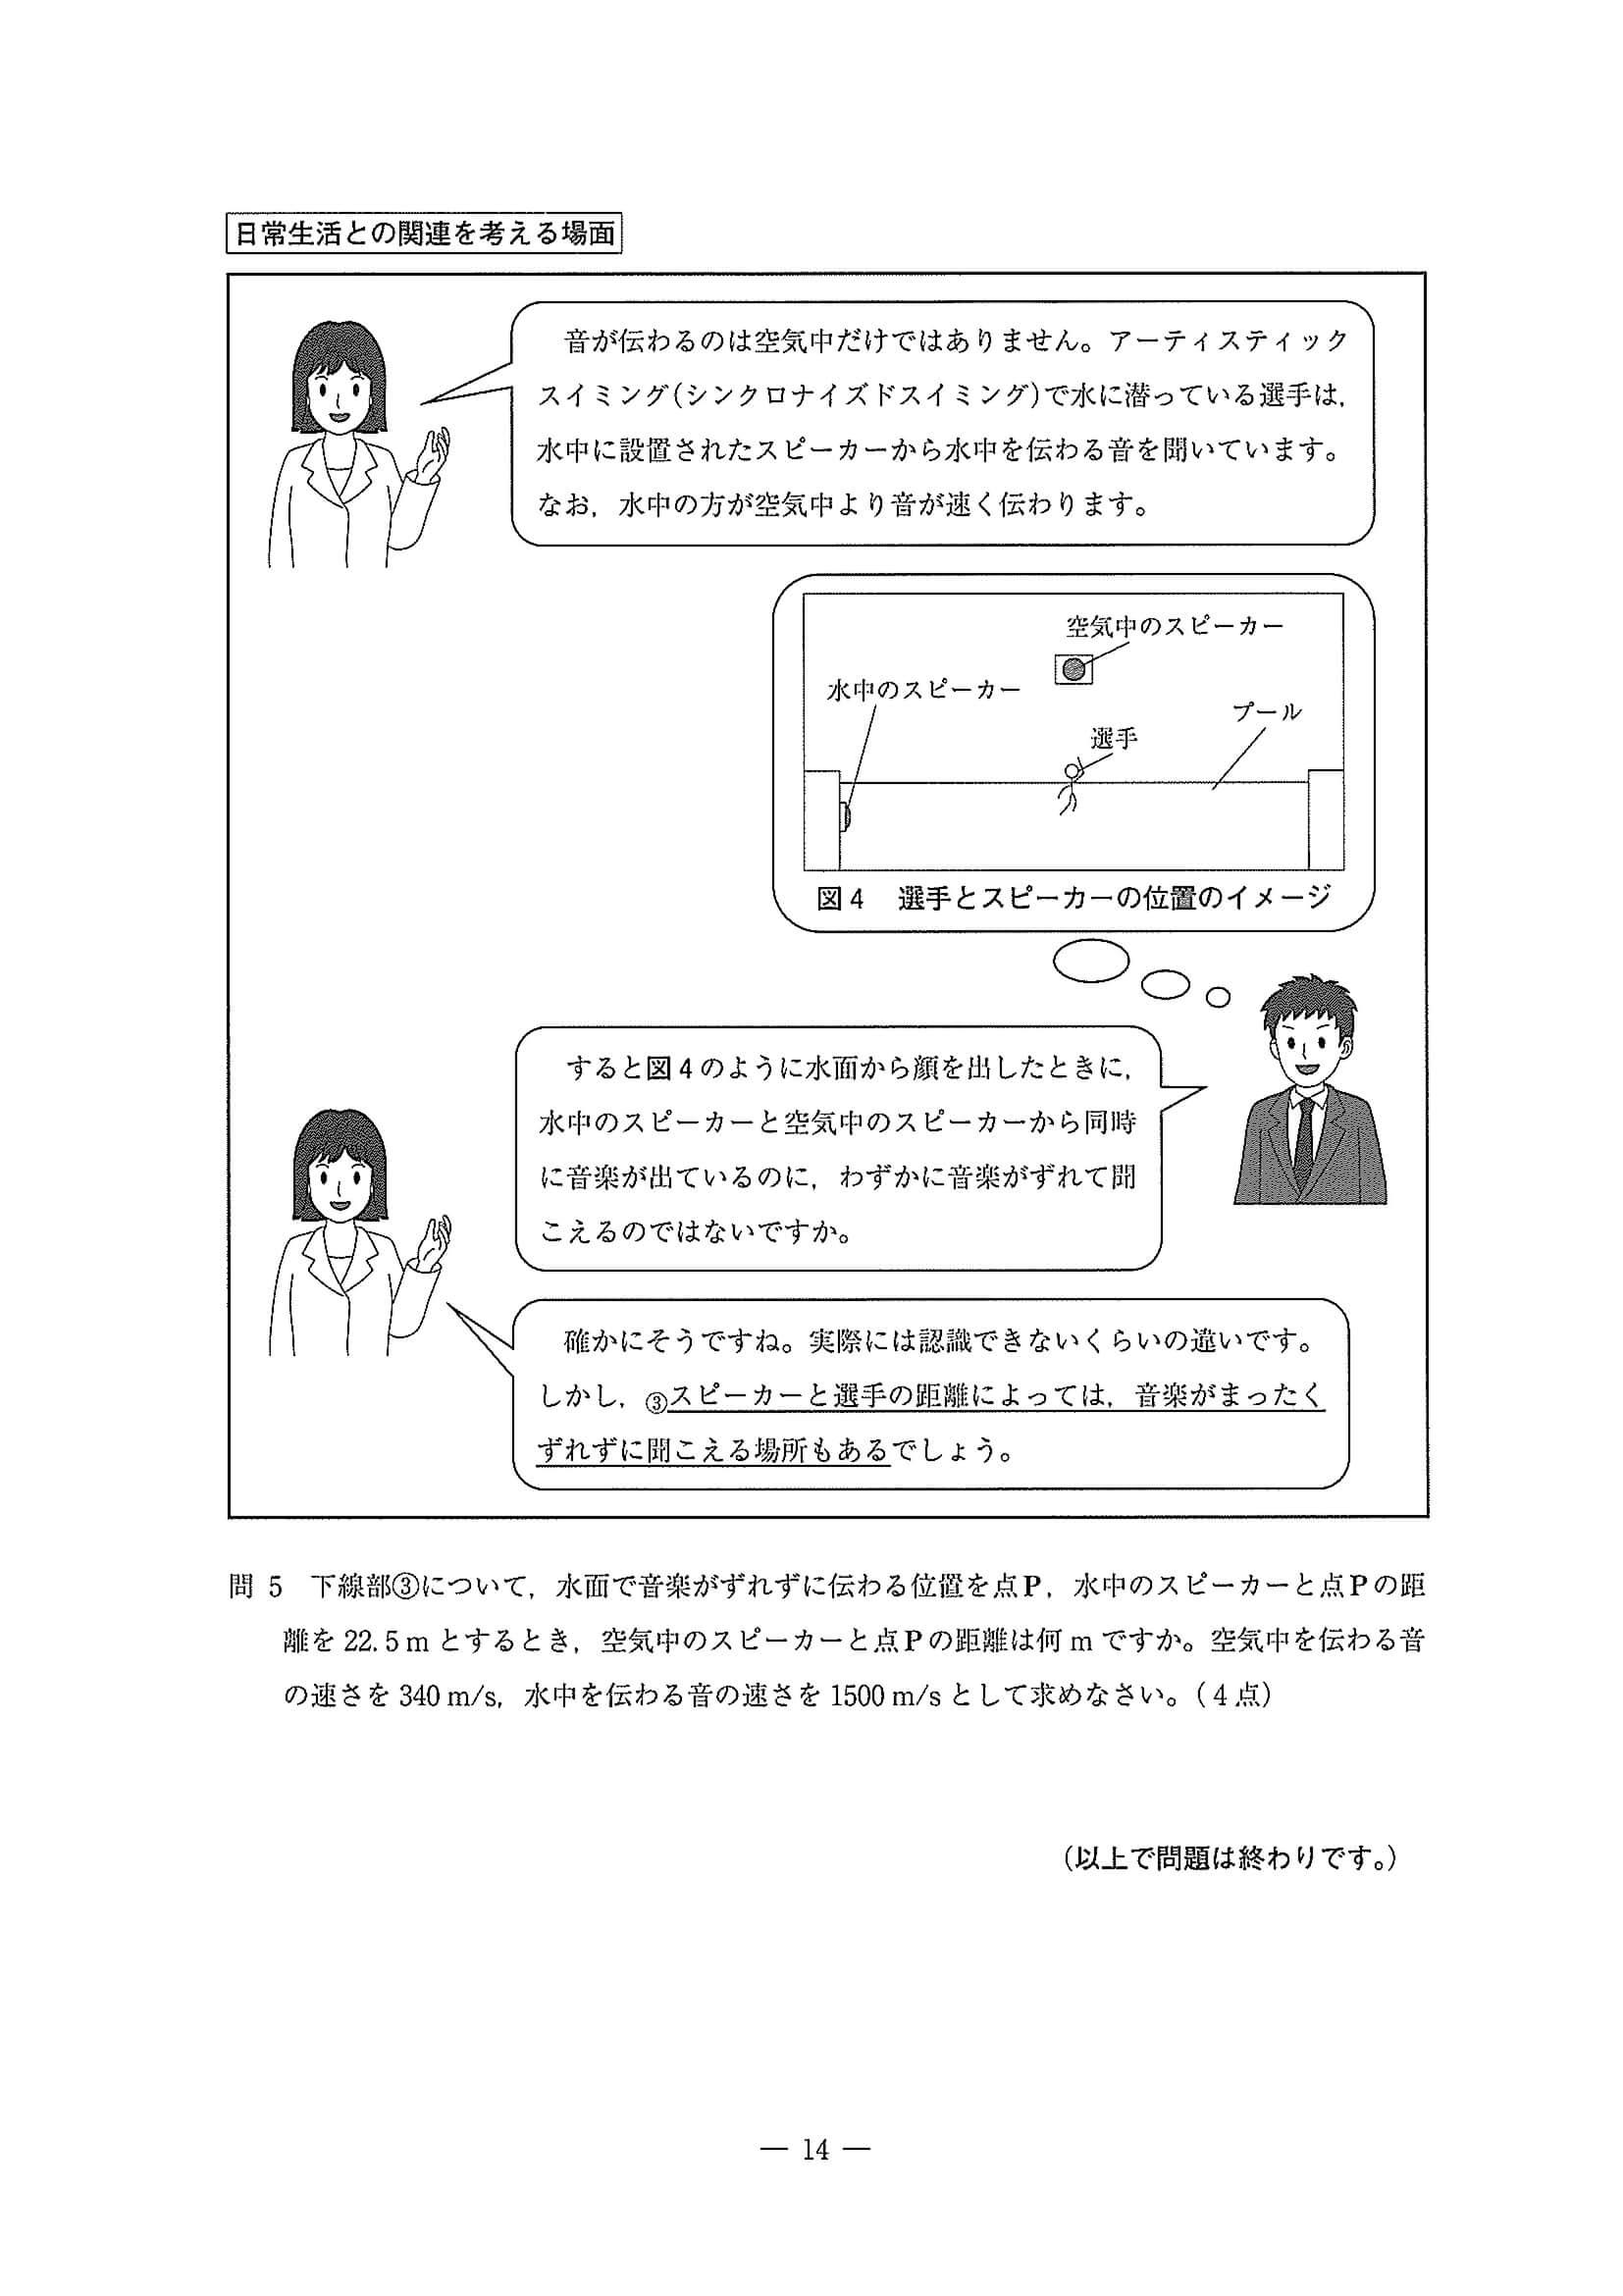 日常生活との関連を考える場面
音が伝わるのは空気中だけではありません。アーティスティック
スイミング(シンクロナイズドスイミング)で水に潜っている選手は，
水中に設置されたスピーカーから水中を伝わる音を聞いています。
なお，水中の方が空気中より音が速く伝わります。
空気中のスピーカー
水中のスピーカー
プール
選手
図4　選手とスピーカーの位置のイメージ
すると図4のように水面から顔を出したときに，
水中のスピーカーと空気中のスピーカーから同時
に音楽が出ているのに，わずかに音楽がずれて聞
こえるのではないですか。
確かにそうですね。実際には認識できないくらいの違いです。
しかし，③スピーカーと選手の距離によっては，音楽がまったく
ずれずに聞こえる場所もあるでしょう。
問5　下線部③について，水面で音楽がずれずに伝わる位置を点P，水中のスピーカーと点Pの距
離を22.5mとするとき，空気中のスピーカーと点Pの距離は何mですか。空気中を伝わる音
の速さを340m/s，水中を伝わる音の速さを1500m/sとして求めなさい。(4点)
(以上で問題は終わりです。)
— 14 —